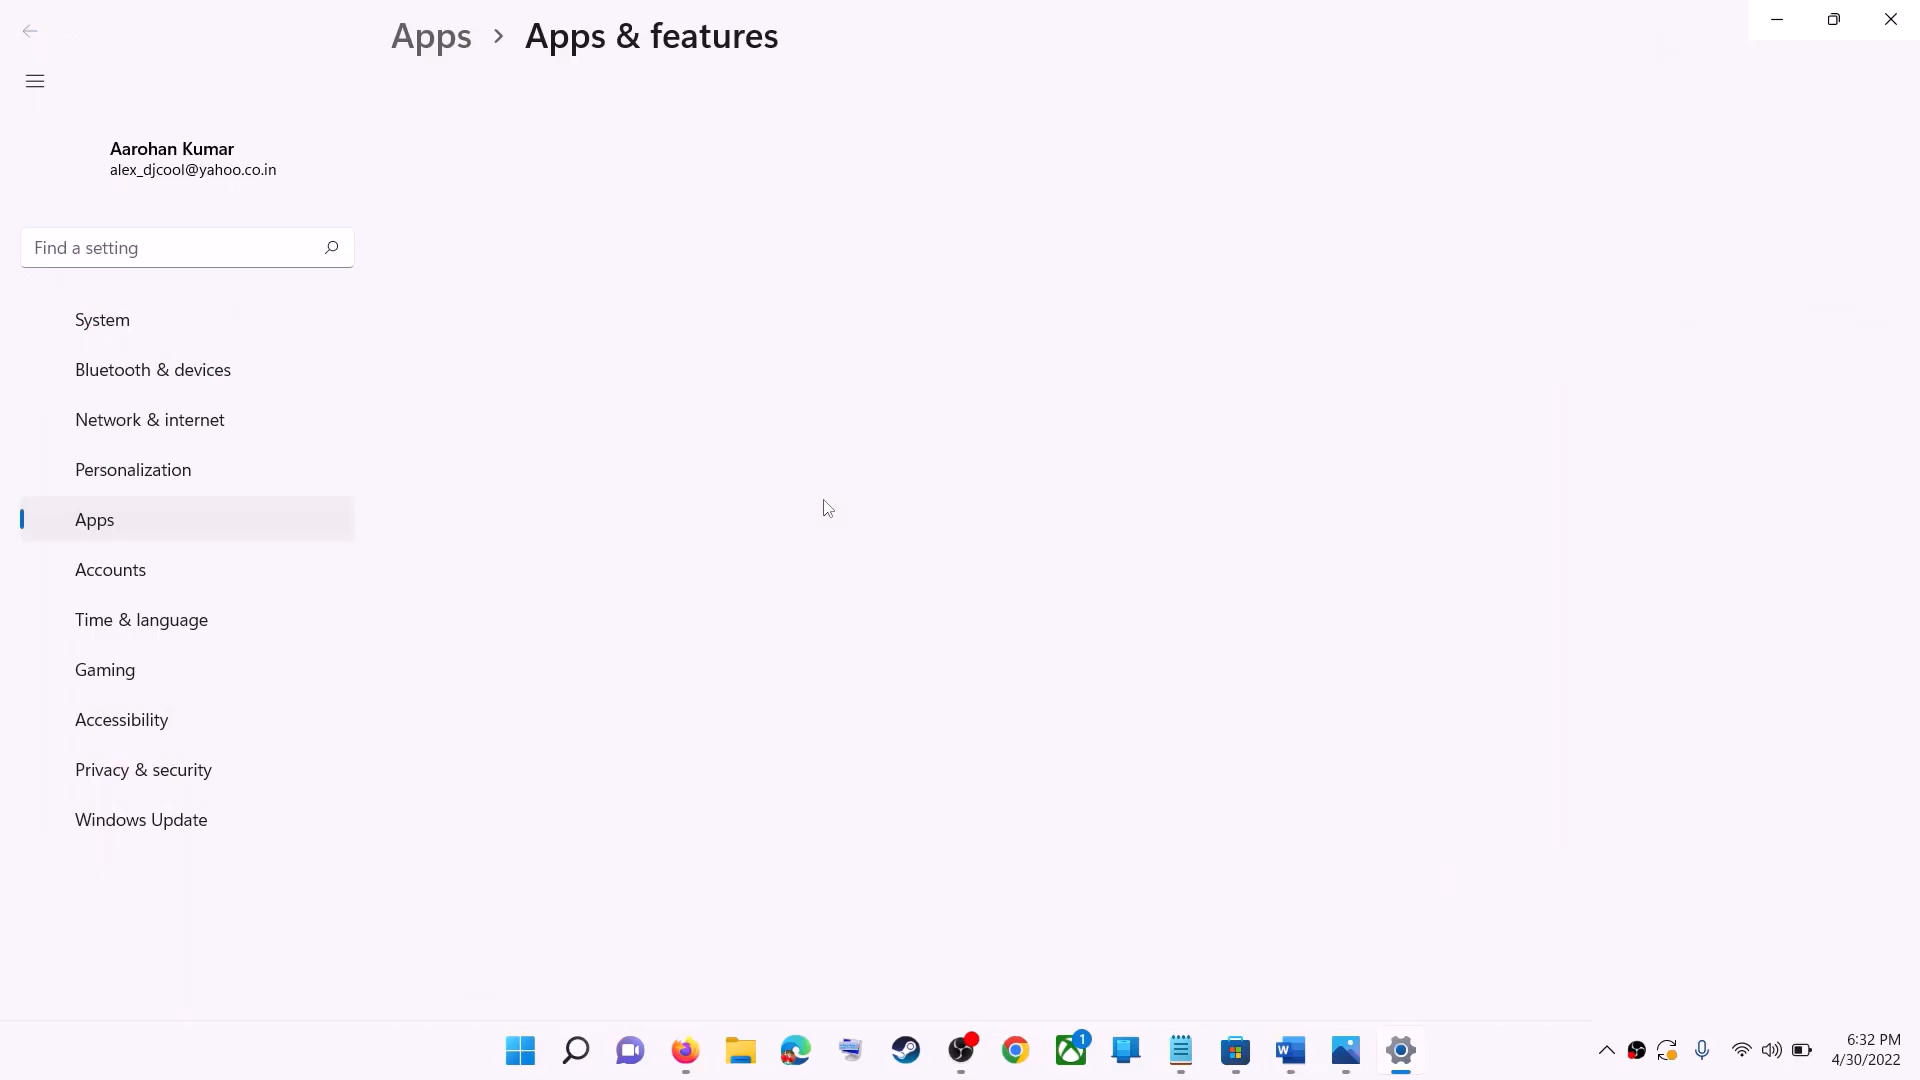 Apps > Apps & features
Aarohan Kumar
alex_djcool@yahoo.co.in
Find a setting
System
Bluetooth & devices
Network & internet
Personalization
Apps
Accounts
Time & language
Gaming
Accessibility
Privacy & security
Windows Update
1
6:32 PM
4/30/2022